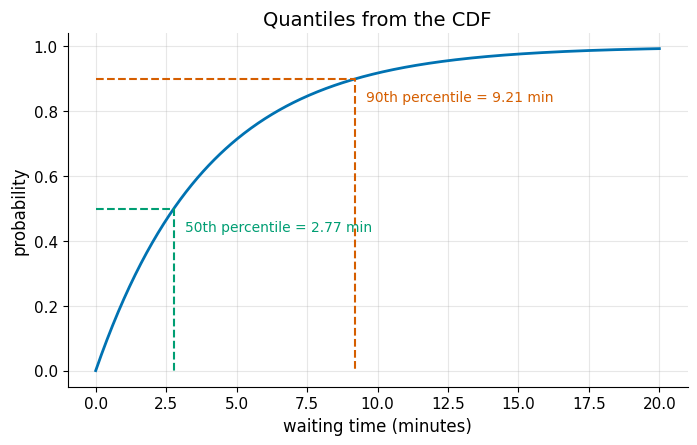 Quantiles from the CDF
probability
1.0
0.8
0.6
0.4
0.2
0.0
90th percentile = 9.21 min
50th percentile = 2.77 min
0.0 2.5 5.0 7.5 10.0 12.5 15.0 17.5 20.0
waiting time (minutes)